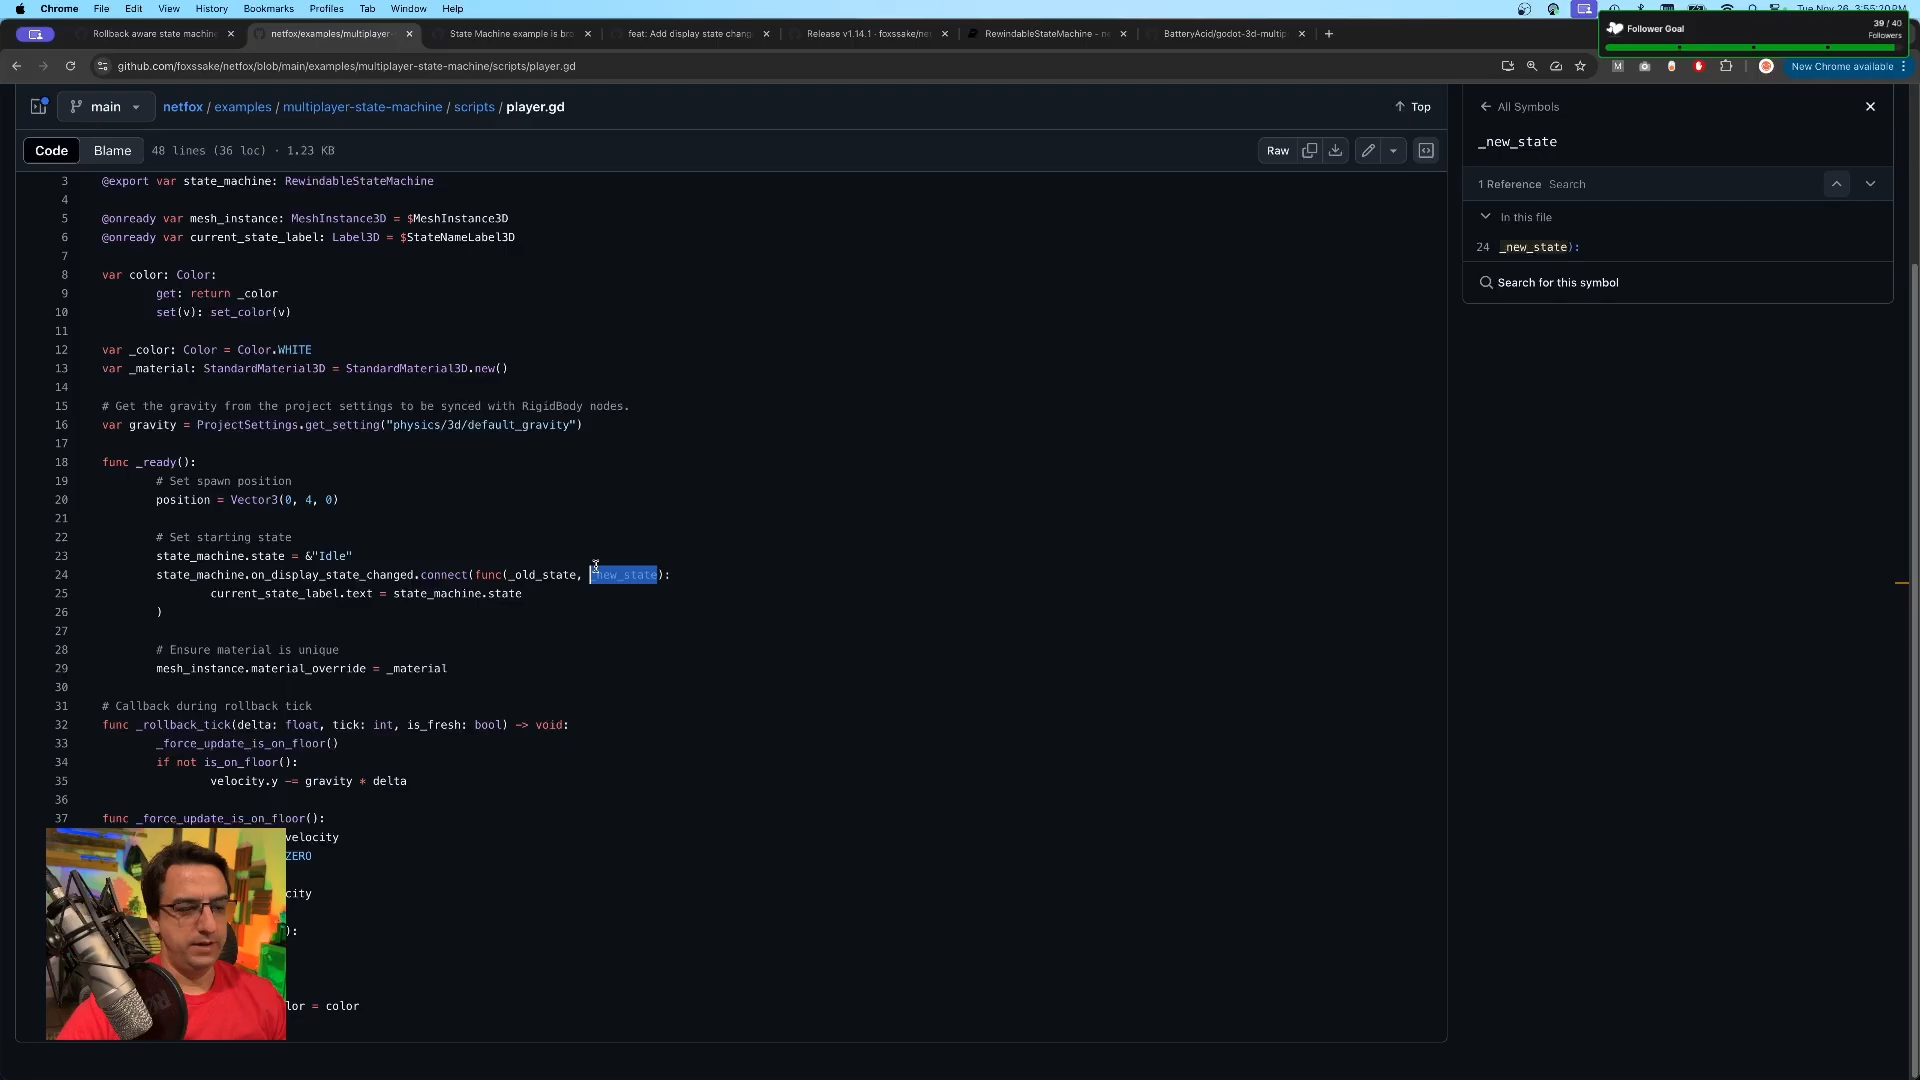 Chrome File Edit View History Bookmarks Profiles Tab Window Help
Tue Nov 26 3:55:20 PM
Follower Goal 39 / 40 Followers
Rollback aware state machine
netfox/examples/multiplayer-
State Machine example is bro
feat: Add display state chang
Release v1.14.1 · foxssake/ne
RewindableStateMachine - ne
BatteryAcid/godot-3d-multip
github.com/foxssake/netfox/blob/main/examples/multiplayer-state-machine/scripts/player.gd
New Chrome available
main netfox / examples / multiplayer-state-machine / scripts / player.gd Top
Code Blame 48 lines (36 loc) · 1.23 KB Raw
3 @export var state_machine: RewindableStateMachine
4
5 @onready var mesh_instance: MeshInstance3D = $MeshInstance3D
6 @onready var current_state_label: Label3D = $StateNameLabel3D
7
8 var color: Color:
9 get: return _color
10 set(v): set_color(v)
11
12 var _color: Color = Color.WHITE
13 var _material: StandardMaterial3D = StandardMaterial3D.new()
14
15 # Get the gravity from the project settings to be synced with RigidBody nodes.
16 var gravity = ProjectSettings.get_setting("physics/3d/default_gravity")
17
18 func _ready():
19 # Set spawn position
20 position = Vector3(0, 4, 0)
21
22 # Set starting state
23 state_machine.state = &"Idle"
24 state_machine.on_display_state_changed.connect(func(_old_state, _new_state):
25 current_state_label.text = state_machine.state
26 )
27
28 # Ensure material is unique
29 mesh_instance.material_override = _material
30
31 # Callback during rollback tick
32 func _rollback_tick(delta: float, tick: int, is_fresh: bool) -> void:
33 _force_update_is_on_floor()
34 if not is_on_floor():
35 velocity.y -= gravity * delta
36
37 func _force_update_is_on_floor():
velocity
ZERO
city
):
lor = color
All Symbols
_new_state
1 Reference Search
In this file
24 _new_state):
Search for this symbol